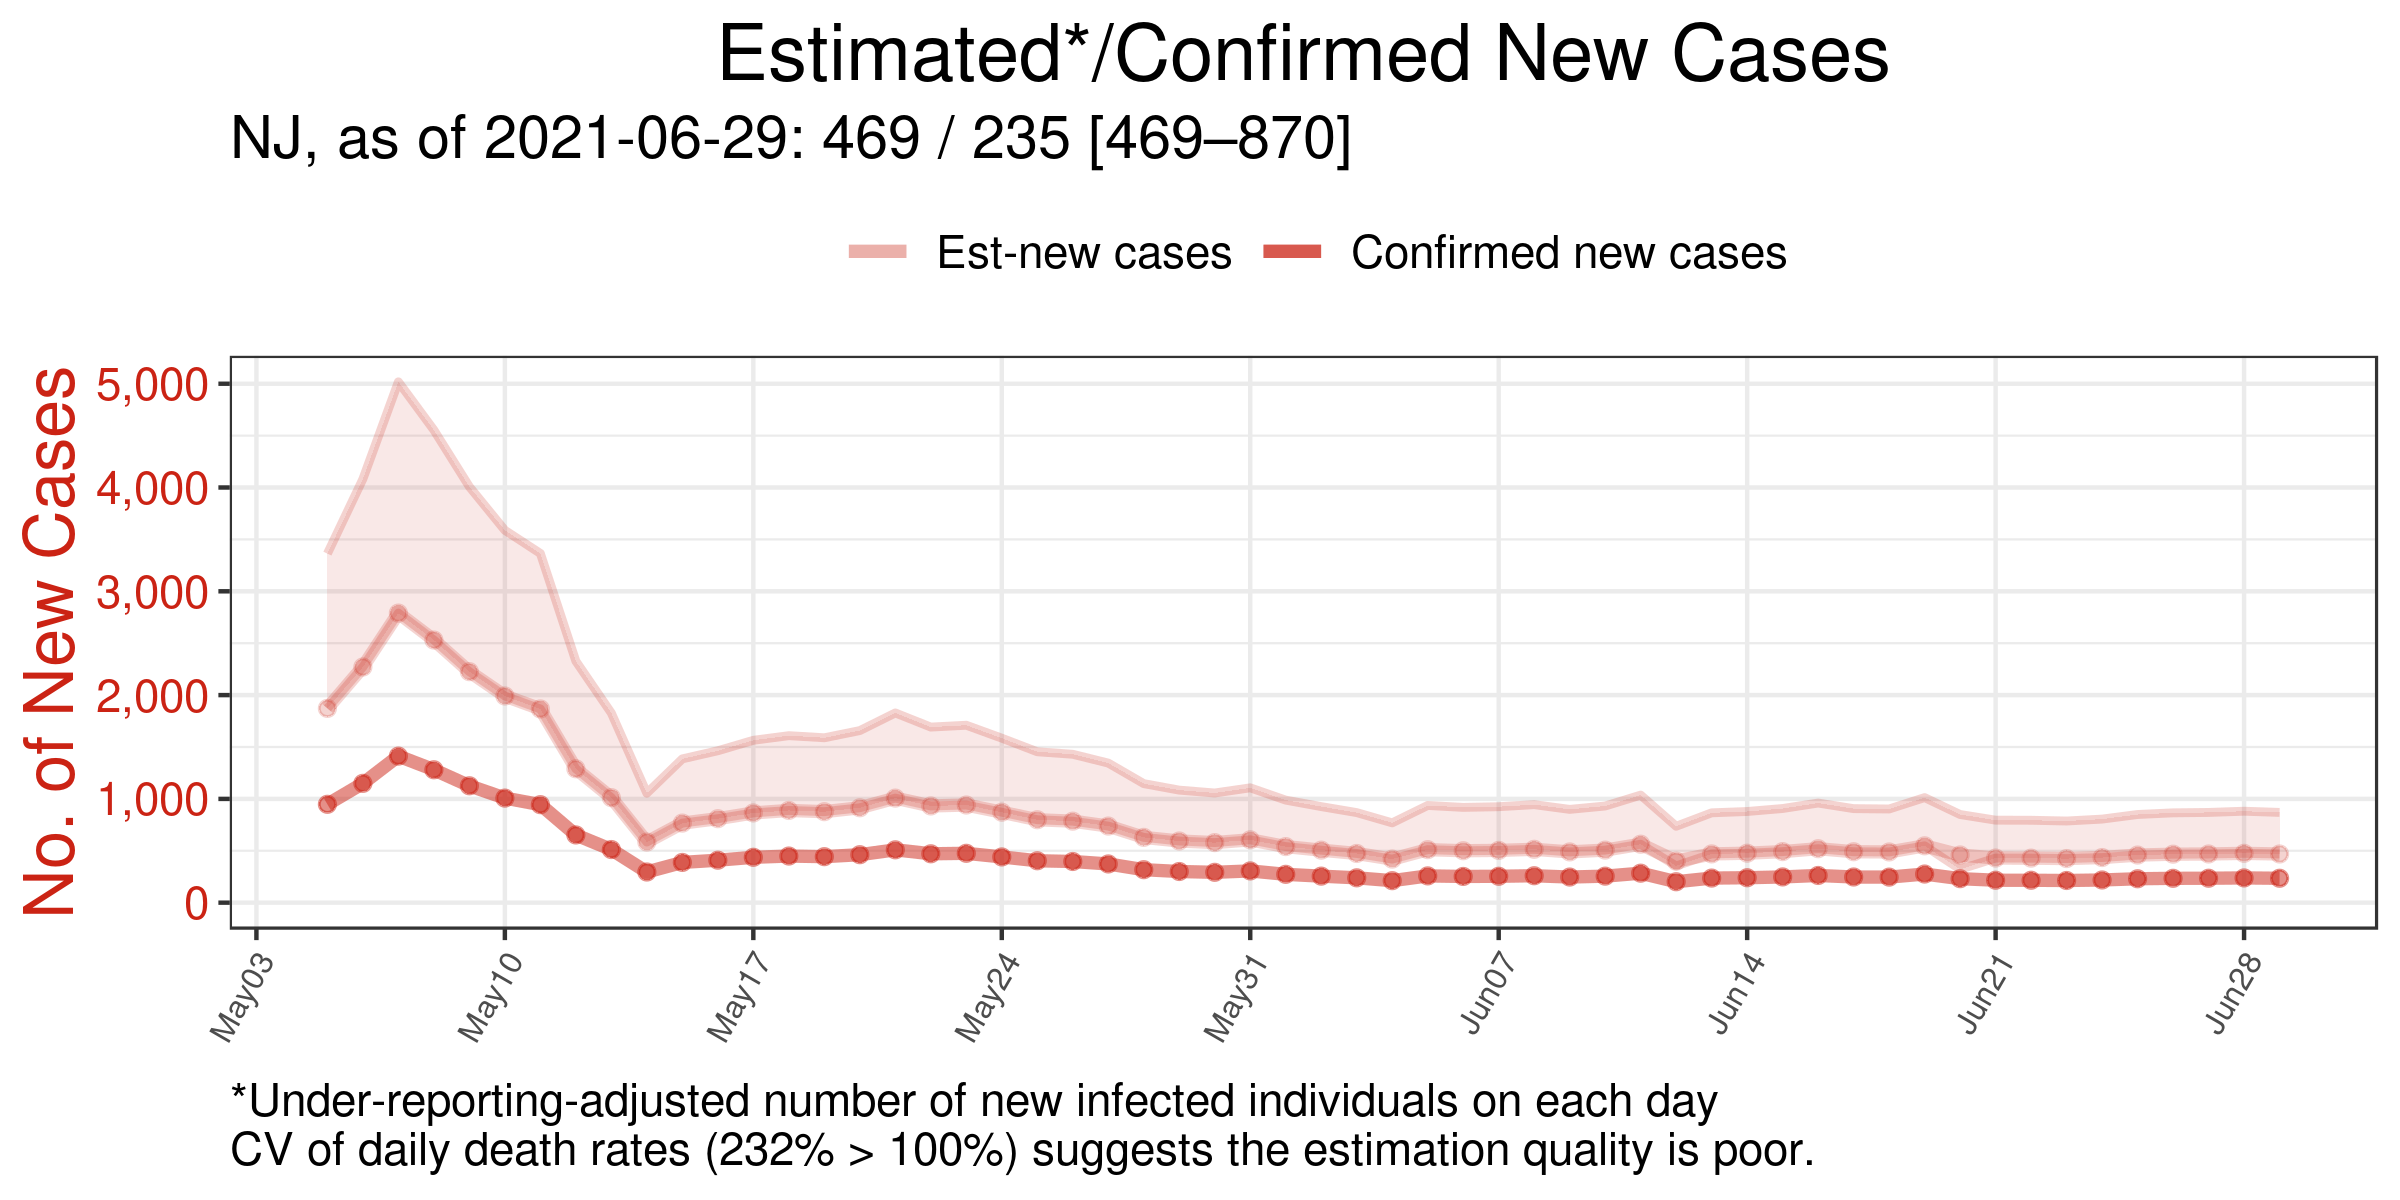 Estimated*/Confirmed New Cases
NJ, as of 2021-06-29: 469 / 235 [469–870]
Est-new cases
Confirmed new cases
No. of New Cases
5,000
4,000
3,000
2,000
1,000
0
May03
May10
May17
May24
May31
Jun07
Jun14
Jun21
Jun28
*Under-reporting-adjusted number of new infected individuals on each day
CV of daily death rates (232% > 100%) suggests the estimation quality is poor.